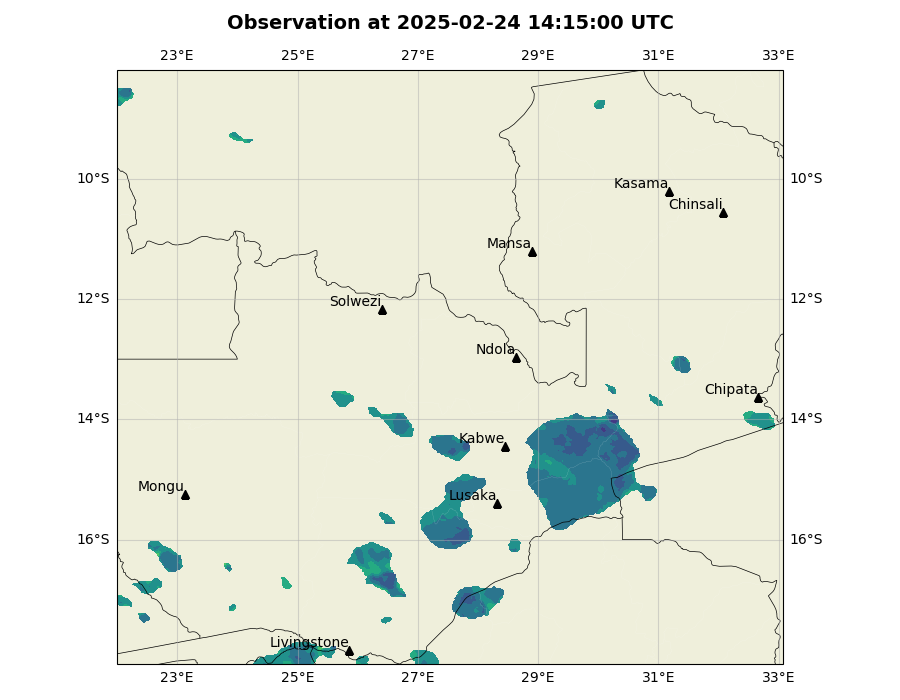 Observation at 2025-02-24 14:15:00 UTC
23°E 25°E 27°E 29°E 31°E 33°E
10°S 10°S
Kasama
Chinsali
Mansa
12°S 12°S
Solwezi
Ndola
Chipata
14°S 14°S
Kabwe
Mongu
Lusaka
16°S 16°S
Livingstone
23°E 25°E 27°E 29°E 31°E 33°E